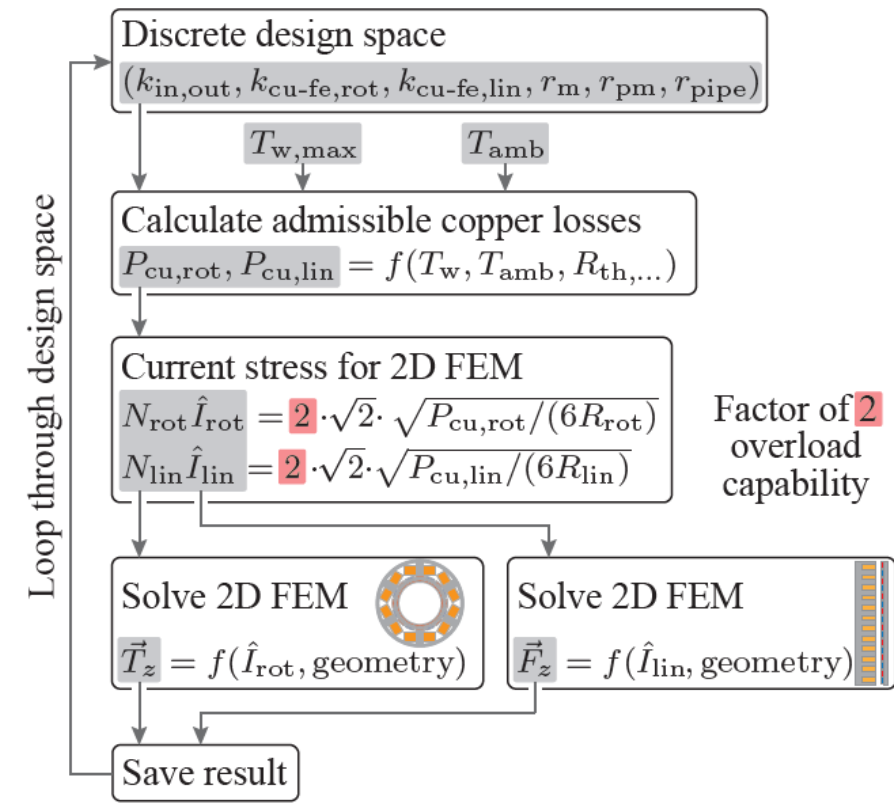 Discrete design space
(k_in,out, k_cu-fe,rot, k_cu-fe,lin, r_m, r_pm, r_pipe)
T_w,max
T_amb
Calculate admissible copper losses
P_cu,rot, P_cu,lin = f(T_w, T_amb, R_th,...)
Current stress for 2D FEM
N_rot Î_rot = 2 · √2 · √P_cu,rot/(6R_rot)
N_lin Î_lin = 2 · √2 · √P_cu,lin/(6R_lin)
Factor of 2
overload
capability
Solve 2D FEM
T⃗_z = f(Î_rot, geometry)
Solve 2D FEM
F⃗_z = f(Î_lin, geometry)
Save result
Loop through design space